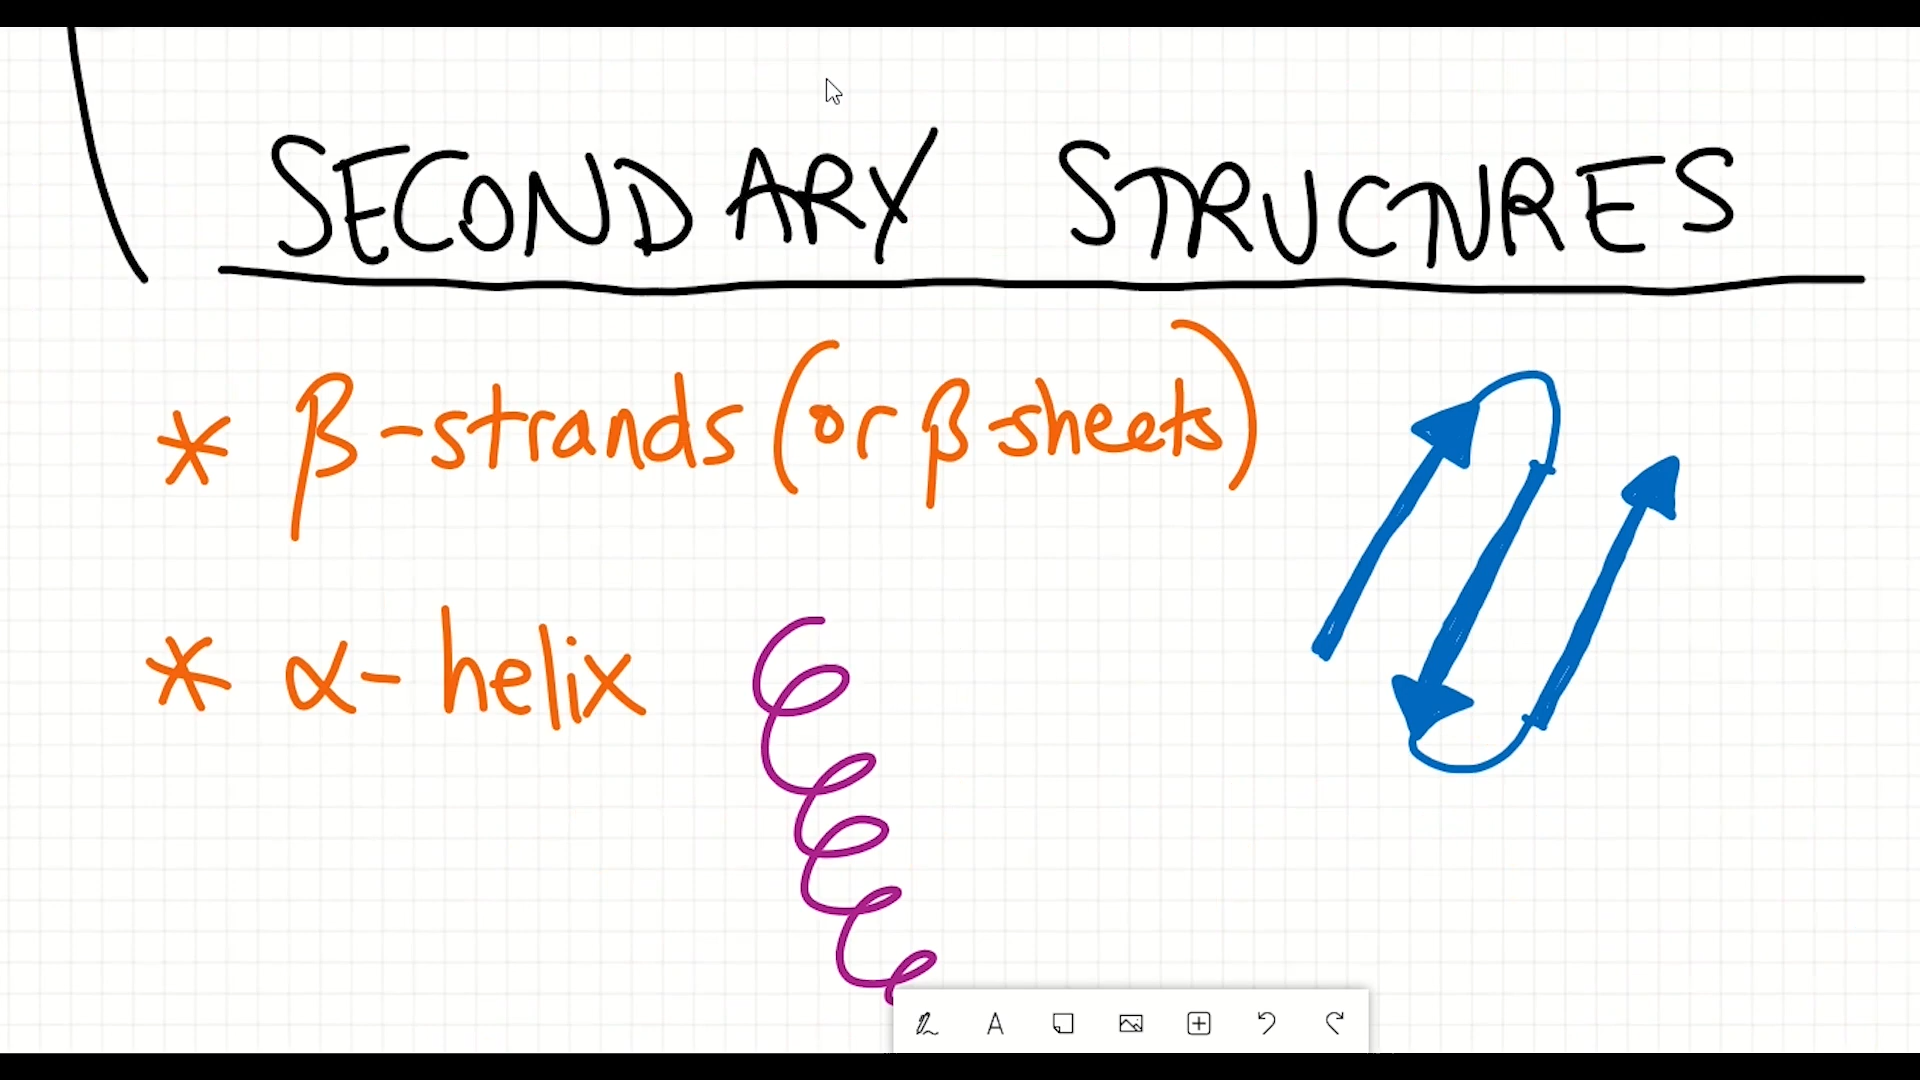 SECONDARY STRUCTURES
* β-strands (or β-sheets)
* α-helix
A